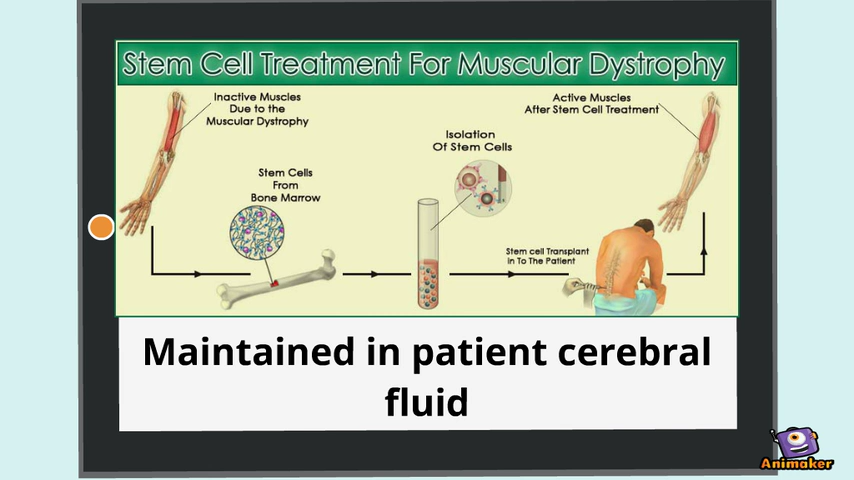 Stem Cell Treatment For Muscular Dystrophy
Inactive Muscles
Due to the
Muscular Dystrophy
Active Muscles
After Stem Cell Treatment
Isolation
Of Stem Cells
Stem Cells
From
Bone Marrow
Stem cell Transplant
in To The Patient
Maintained in patient cerebral
fluid
Animaker